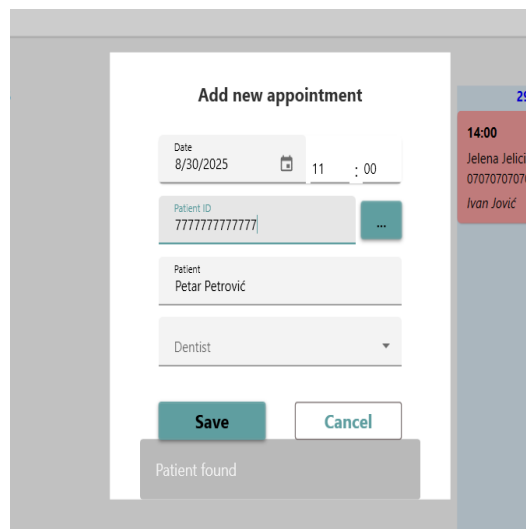 Add new appointment
Date
8/30/2025
11 : 00
Patient ID
7777777777777
...
Patient
Petar Petrović
Dentist
Save
Cancel
Patient found
14:00
Ivan Jović